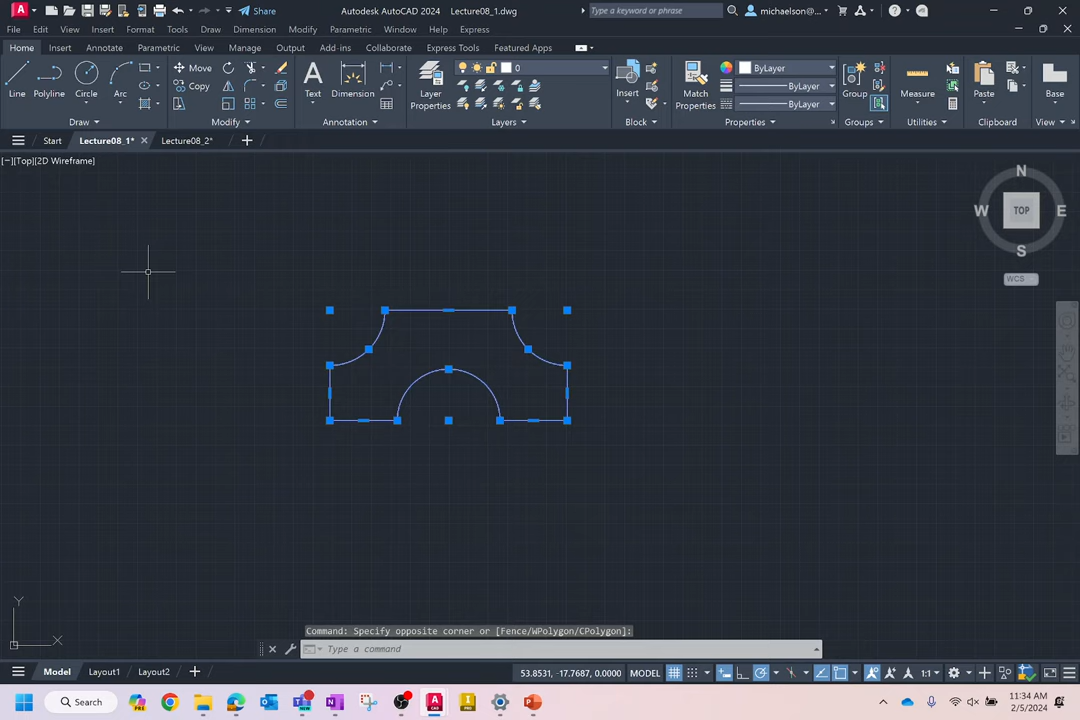 Share
Autodesk AutoCAD 2024 Lecture08_1.dwg
Type a keyword or phrase
michaelson@...
File Edit View Insert Format Tools Draw Dimension Modify Parametric Window Help Express
Home Insert Annotate Parametric View Manage Output Add-ins Collaborate Express Tools Featured Apps
Move
0
ByLayer
Line Polyline Circle Arc
Copy
Text Dimension
Layer Properties
Insert
Match Properties
ByLayer
Group
Measure
Paste
Base
ByLayer
Draw Modify Annotation Layers Block Properties Groups Utilities Clipboard View
Start Lecture08_1* Lecture08_2*
[−][Top][2D Wireframe]
N
W TOP E
S
WCS
Y
X
Command: Specify opposite corner or [Fence/WPolygon/CPolygon]:
Type a command
Model Layout1 Layout2
53.8531, -17.7687, 0.0000 MODEL
1:1
Search
11:34 AM
2/5/2024